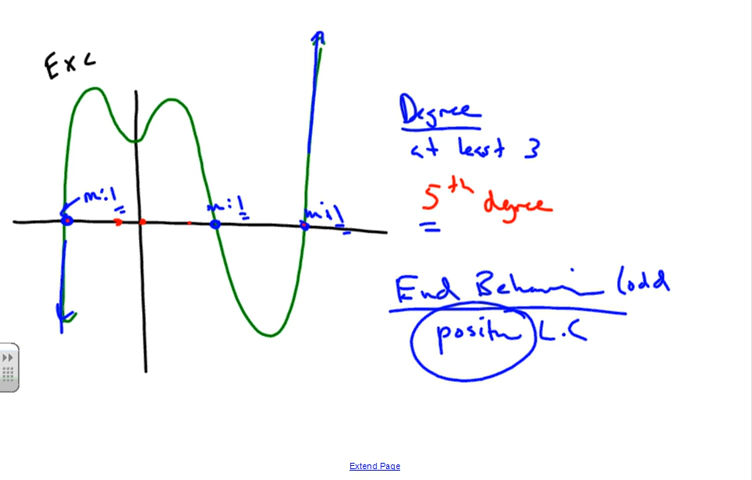 Ex C
m:1
m:1
m:1
Degree
at least 3
5th degree
End Behavior (odd
positive L.C
Extend Page